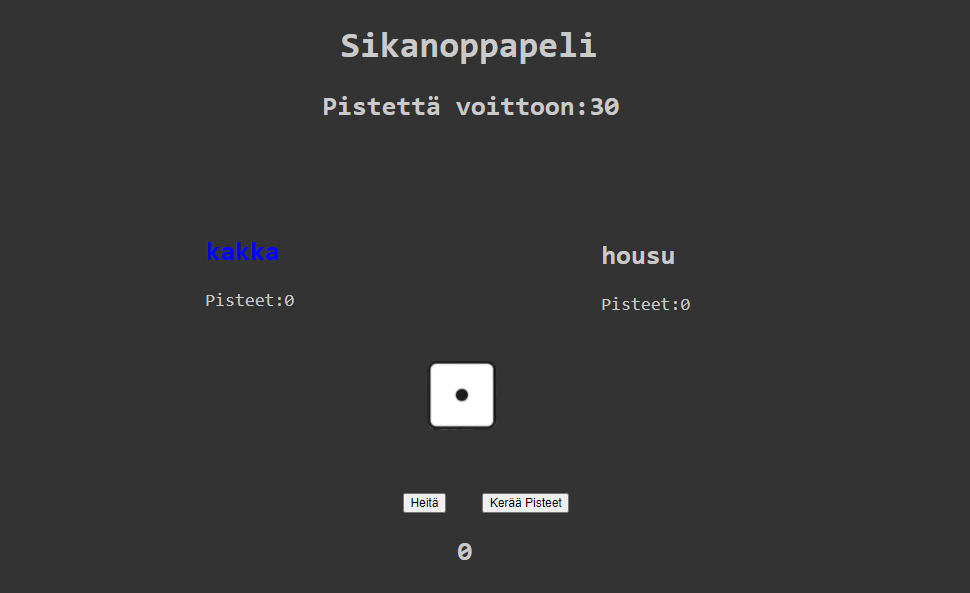 Sikanoppapeli
Pistettä voittoon:30
kakka
housu
Pisteet:0
Pisteet:0
Heitä
Kerää Pisteet
0